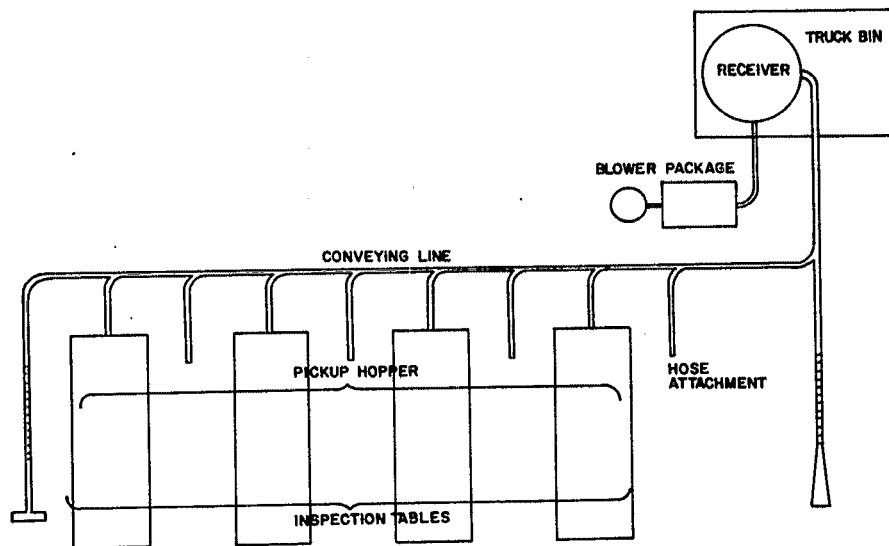 TRUCK BIN
RECEIVER
BLOWER PACKAGE
CONVEYING LINE
PICKUP HOPPER
HOSE
ATTACHMENT
INSPECTION TABLES